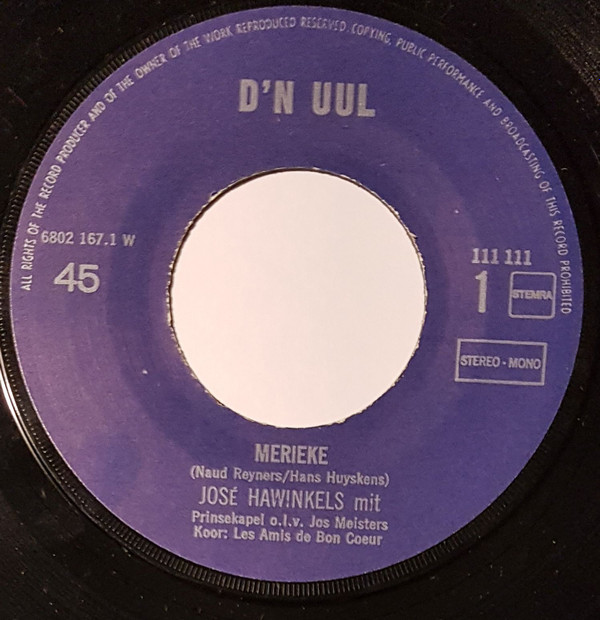 ALL RIGHTS OF THE RECORD PRODUCER AND OF THE OWNER OF THE WORK REPRODUCED RESERVED. COPYING, PUBLIC PERFORMANCE AND BROADCASTING OF THIS RECORD PROHIBITED
D'N UUL
6802 167.1 W
45
111 111
1
STEMRA
STEREO - MONO
MERIEKE
(Naud Reyners/Hans Huyskens)
JOSÉ HAWINKELS mit
Prinsekapel o.l.v. Jos Meisters
Koor: Les Amis de Bon Coeur